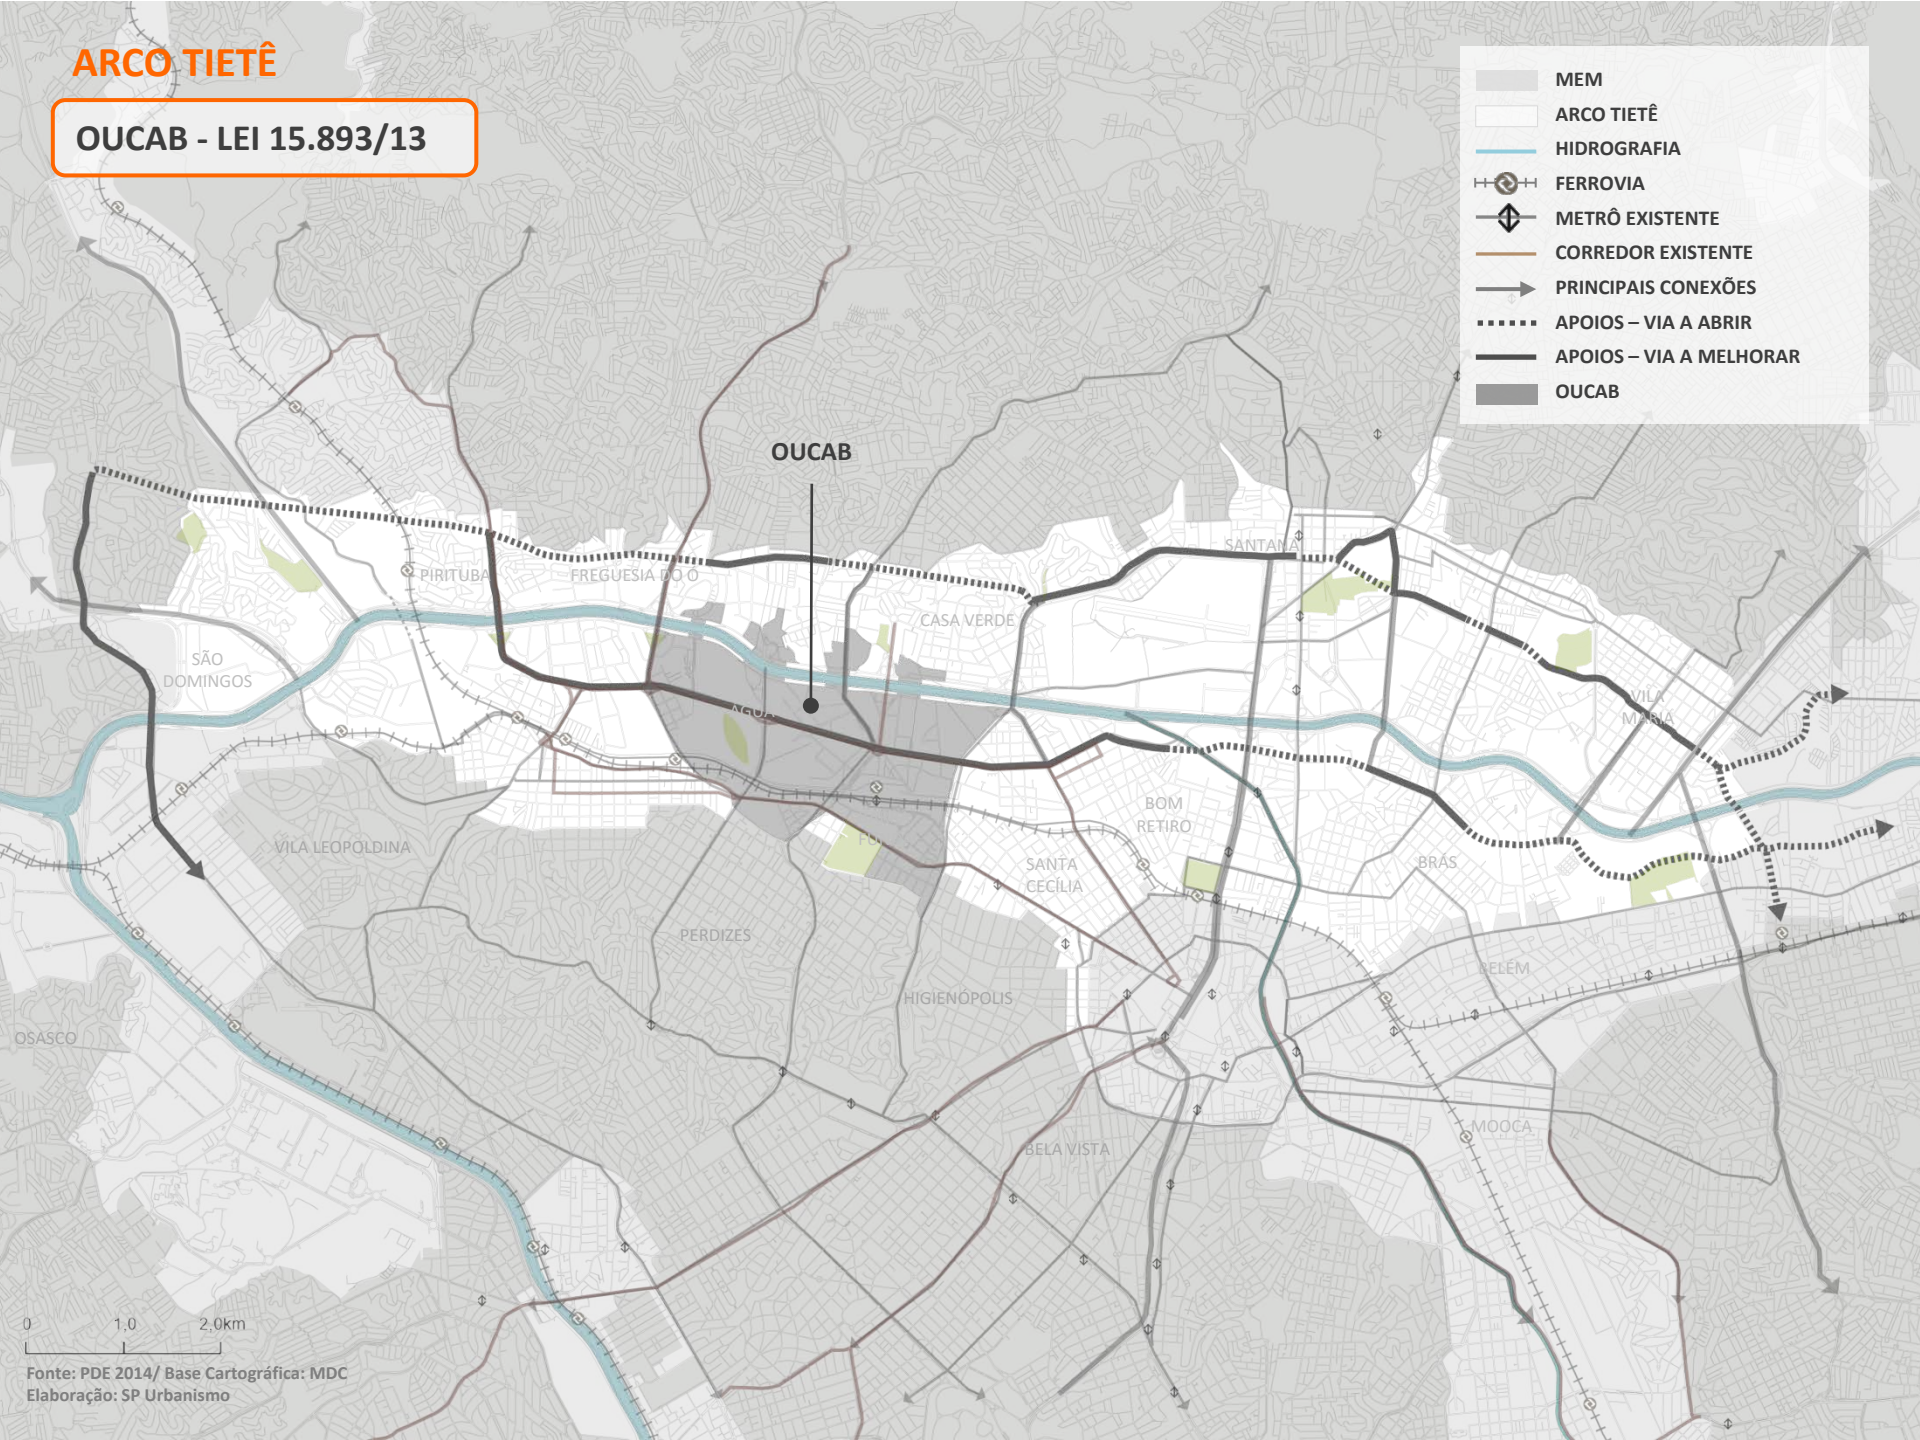 ARCO TIETÊ
OUCAB - LEI 15.893/13
MEM
ARCO TIETÊ
HIDROGRAFIA
FERROVIA
METRÔ EXISTENTE
CORREDOR EXISTENTE
PRINCIPAIS CONEXÕES
APOIOS – VIA A ABRIR
APOIOS – VIA A MELHORAR
OUCAB
OUCAB
SANTANA
PIRITUBA
FREGUESIA DO Ó
CASA VERDE
SÃO
DOMINGOS
VILA
MARIA
ÁGUA
BOM
RETIRO
VILA LEOPOLDINA
SANTA
CECÍLIA
BRÁS
PERDIZES
BELÉM
HIGIENÓPOLIS
OSASCO
MOOCA
BELA VISTA
0 1,0 2,0km
Fonte: PDE 2014/ Base Cartográfica: MDC
Elaboração: SP Urbanismo